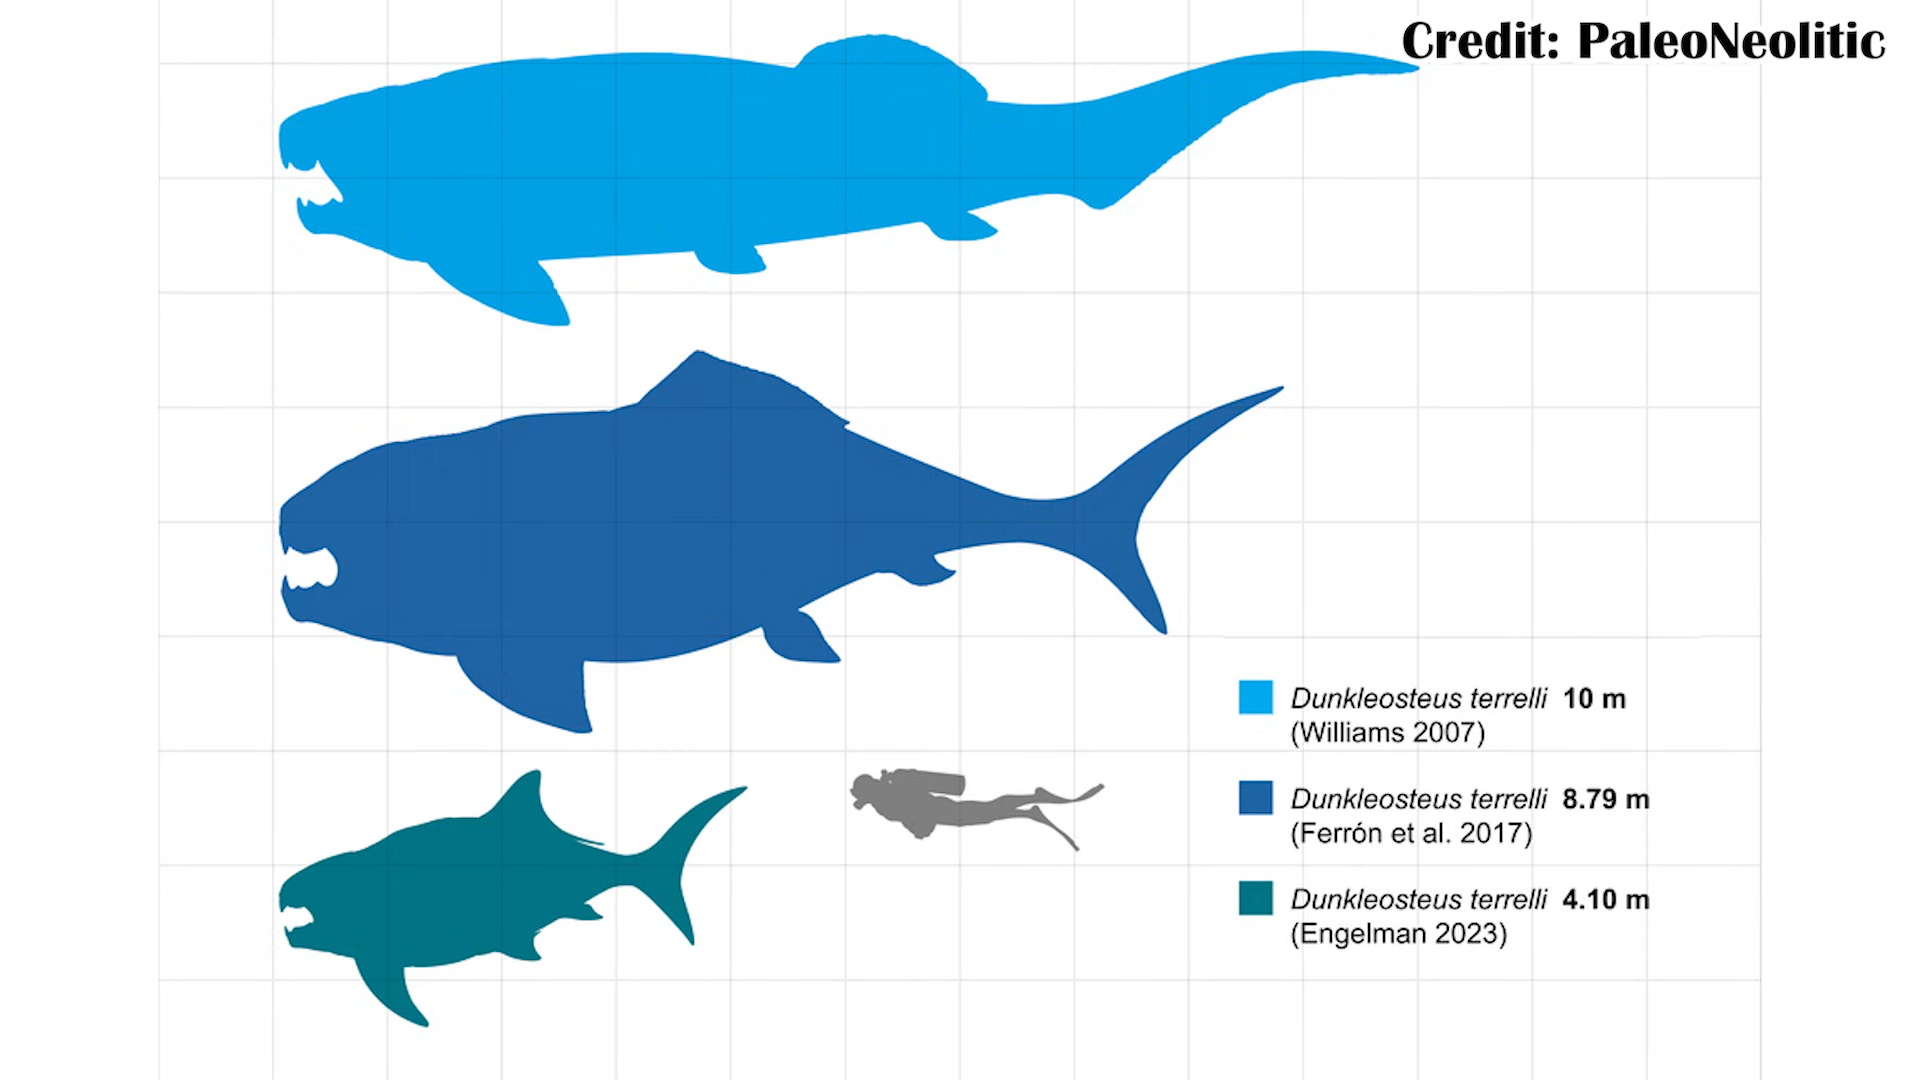 Credit: PaleoNeolitic
Dunkleosteus terrelli 10 m
(Williams 2007)
Dunkleosteus terrelli 8.79 m
(Ferrón et al. 2017)
Dunkleosteus terrelli 4.10 m
(Engelman 2023)